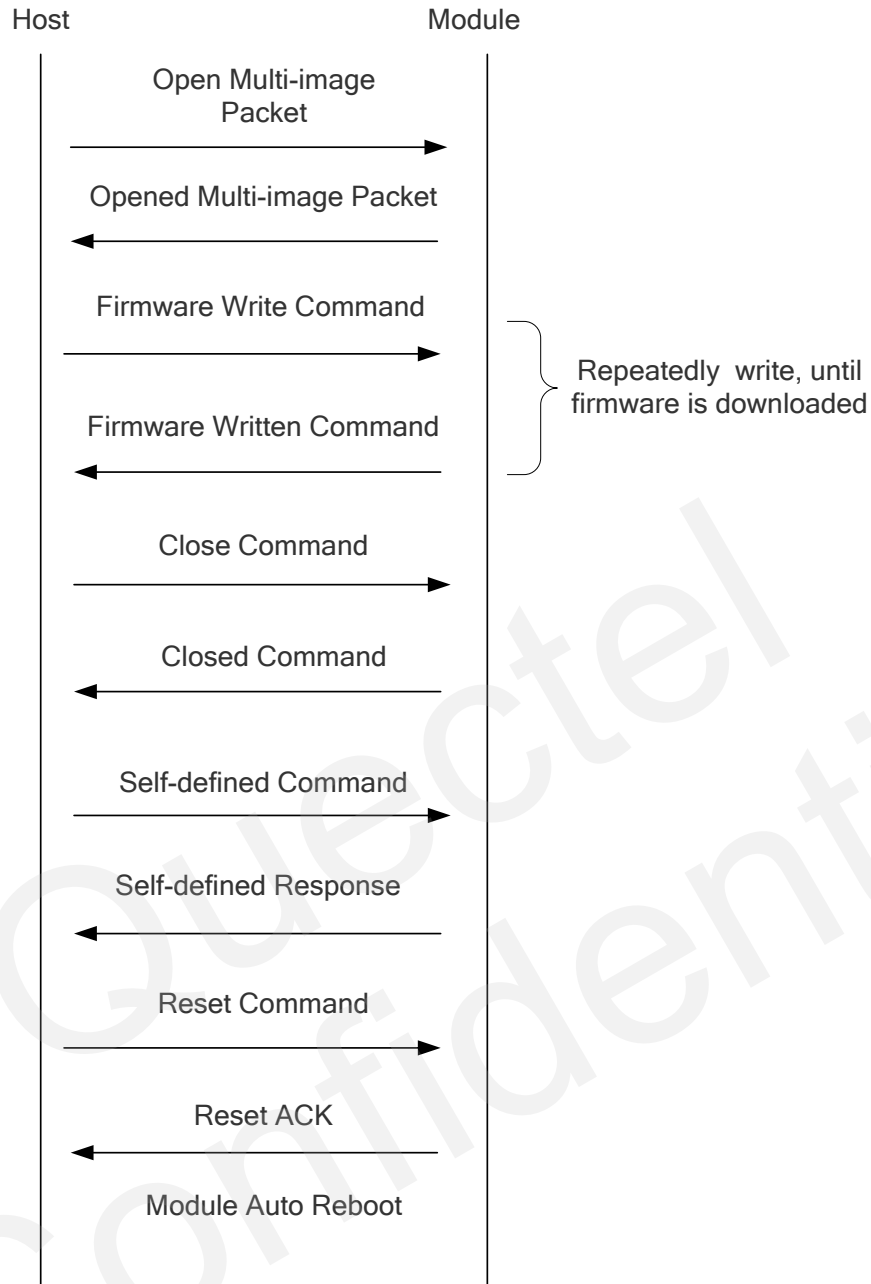 Host
Module
Open Multi-image
Packet
Opened Multi-image Packet
Firmware Write Command
Repeatedly write, until
firmware is downloaded
Firmware Written Command
Close Command
Closed Command
Self-defined Command
Self-defined Response
Reset Command
Reset ACK
Module Auto Reboot
Quectel